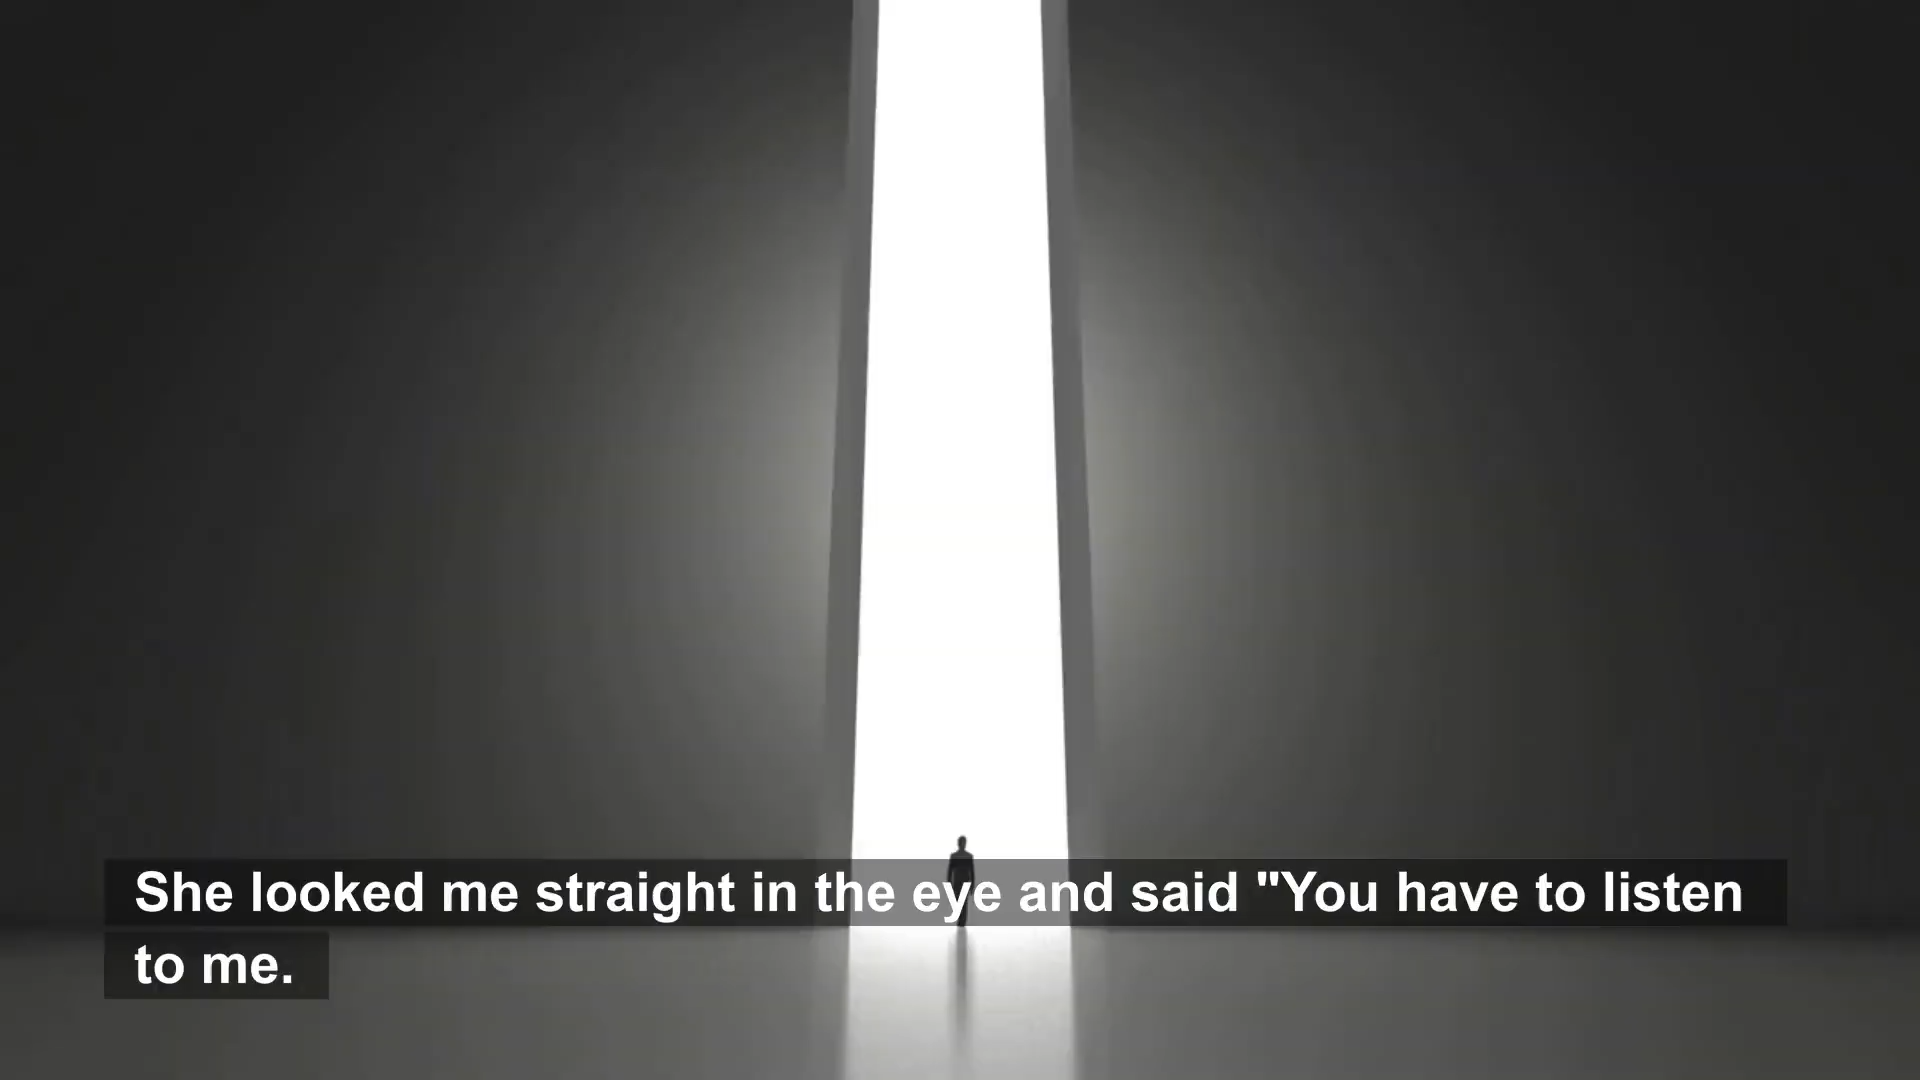 She looked me straight in the eye and said "You have to listen
to me.